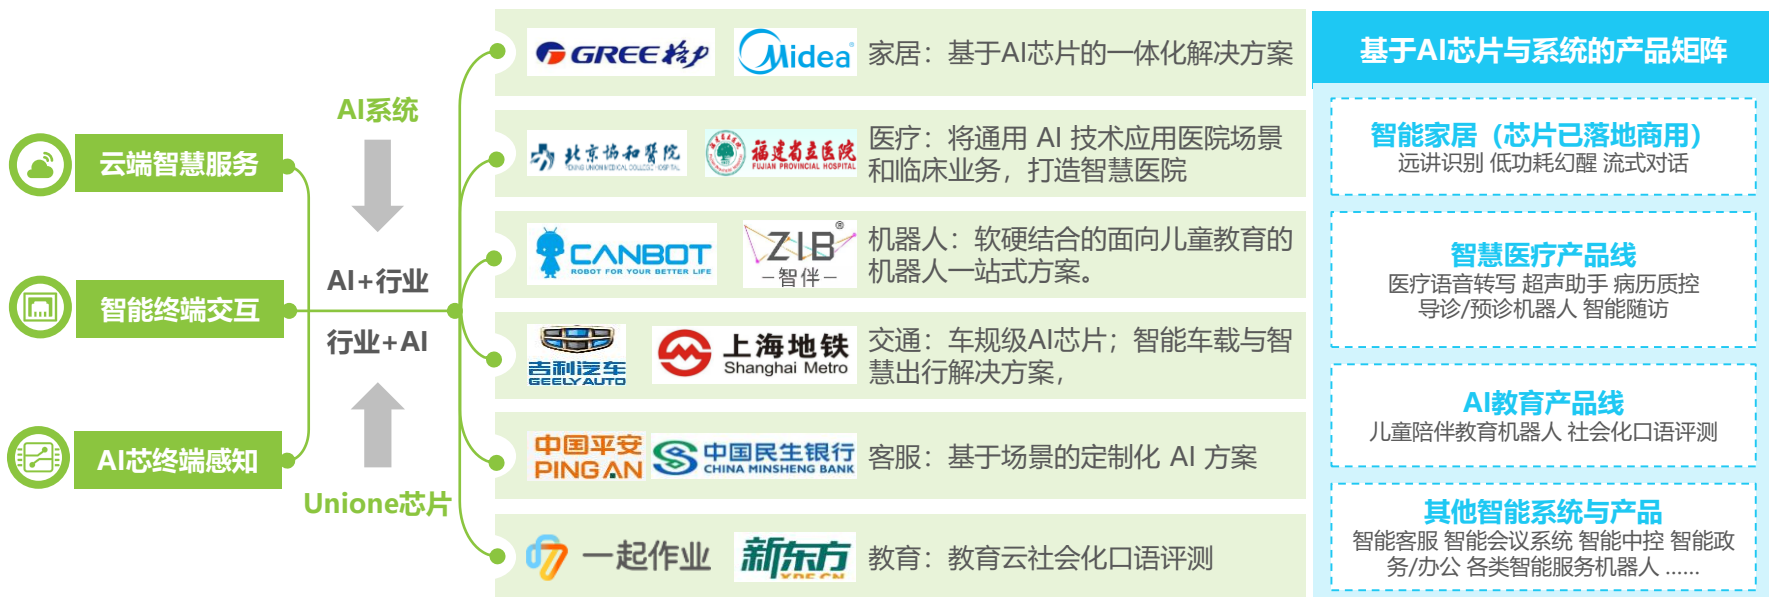 云端智慧服务
智能终端交互
AI芯终端感知
AI系统
AI+行业
行业+AI
Unione芯片
GREE格力
Midea
家居：基于AI芯片的一体化解决方案
北京协和医院
PEKING UNION MEDICAL COLLEGE HOSPITAL
福建省立医院
FUJIAN PROVINCIAL HOSPITAL
医疗：将通用 AI 技术应用医院场景
和临床业务，打造智慧医院
CANBOT
ROBOT FOR YOUR BETTER LIFE
ZIB®
—智伴—
机器人：软硬结合的面向儿童教育的
机器人一站式方案。
吉利汽车
GEELY AUTO
上海地铁
Shanghai Metro
交通：车规级AI芯片；智能车载与智
慧出行解决方案，
中国平安
PING AN
中国民生银行
CHINA MINSHENG BANK
客服：基于场景的定制化 AI 方案
一起作业
新东方
XDF.CN
教育：教育云社会化口语评测
基于AI芯片与系统的产品矩阵
智能家居（芯片已落地商用）
远讲识别 低功耗幻醒 流式对话
智慧医疗产品线
医疗语音转写 超声助手 病历质控
导诊/预诊机器人 智能随访
AI教育产品线
儿童陪伴教育机器人 社会化口语评测
其他智能系统与产品
智能客服 智能会议系统 智能中控 智能政
务/办公 各类智能服务机器人 ......